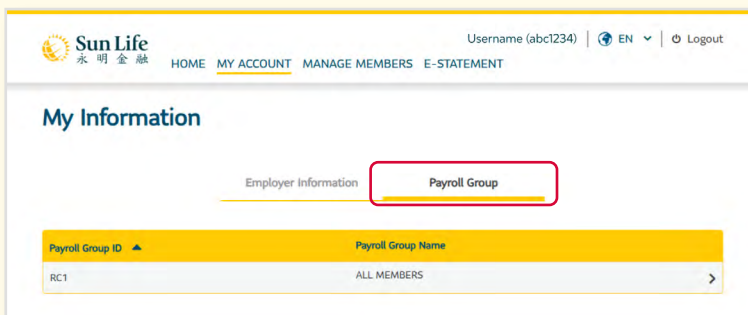 Sun Life
永明金融
Username (abc1234) EN Logout
HOME MY ACCOUNT MANAGE MEMBERS E-STATEMENT
My Information
Employer Information Payroll Group
Payroll Group ID Payroll Group Name
RC1 ALL MEMBERS